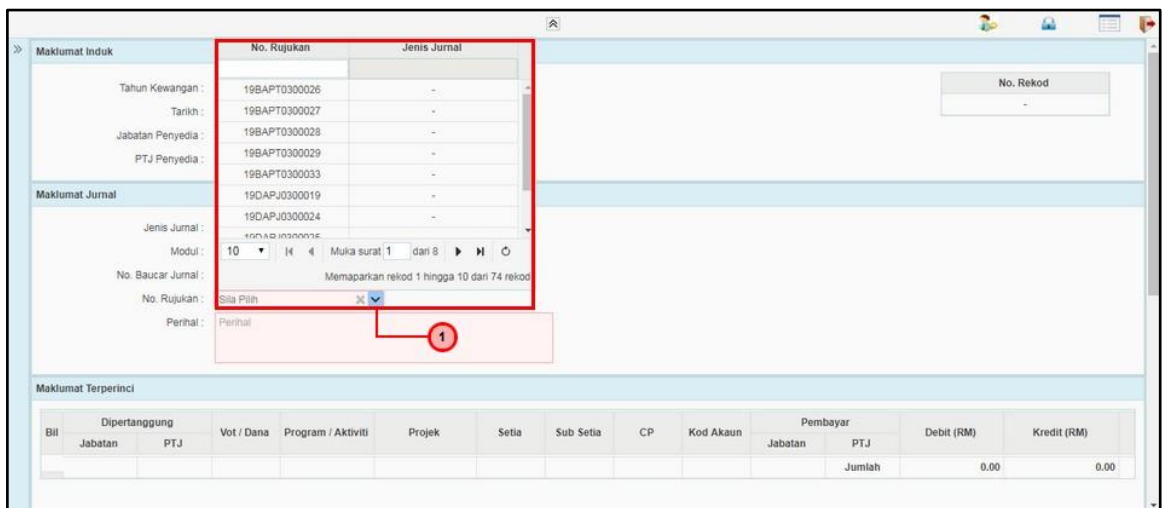 Maklumat Induk
No. Rujukan Jenis Jurnal
Tahun Kewangan :
Tarikh :
Jabatan Penyedia :
PTJ Penyedia :
19BAPT0300026 -
19BAPT0300027 -
19BAPT0300028 -
19BAPT0300029 -
19BAPT0300033 -
19DAPJ0300019 -
19DAPJ0300024 -
19DAPJ0300025
No. Rekod
-
Maklumat Jurnal
Jenis Jurnal :
Modul :
10 Muka surat 1 dari 8
No. Baucar Jurnal :
Memaparkan rekod 1 hingga 10 dari 74 rekod
No. Rujukan : Sila Pilih
1
Perihal : Perihal
Maklumat Terperinci
Bil Dipertanggung Vot / Dana Program / Aktiviti Projek Setia Sub Setia CP Kod Akaun Pembayar Debit (RM) Kredit (RM)
Jabatan PTJ Jabatan PTJ
Jumlah 0.00 0.00